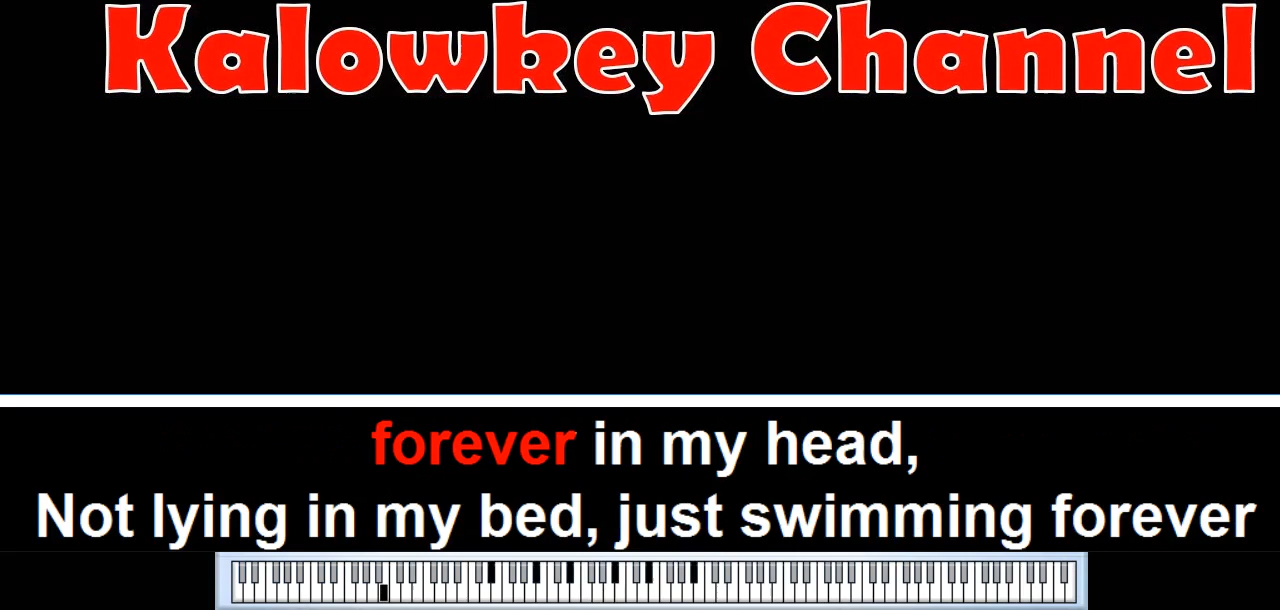 Kalowkey Channel
forever in my head,
Not lying in my bed, just swimming forever